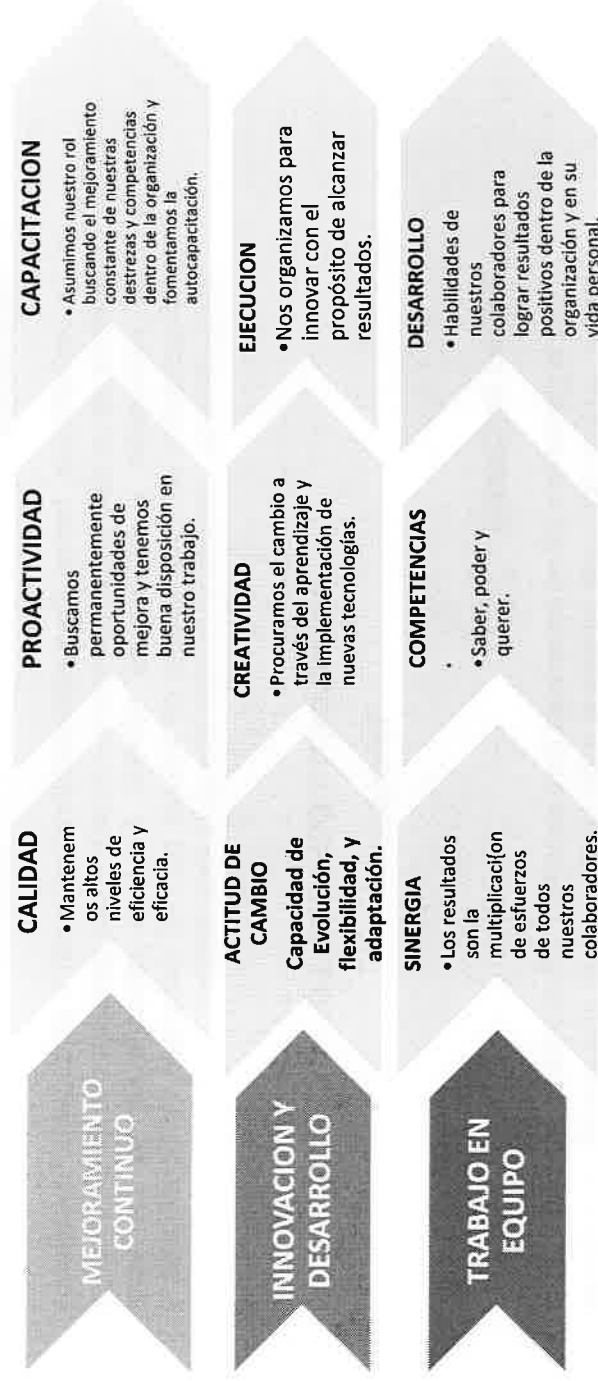 MEJORAMIENTO
CONTINUO
CALIDAD
• Mantenem
os altos
niveles de
eficiencia y
eficacia.
PROACTIVIDAD
• Buscamos
permanentemente
oportunidades de
mejora y tenemos
buena disposición en
nuestro trabajo.
CAPACITACION
• Asumimos nuestro rol
buscando el mejoramiento
constante de nuestras
destrezas y competencias
dentro de la organización y
fomentamos la
autocapacitación.
INNOVACION Y
DESARROLLO
ACTITUD DE
CAMBIO
Capacidad de
Evolución,
flexibilidad, y
adaptación.
CREATIVIDAD
• Procuramos el cambio a
través del aprendizaje y
la implementación de
nuevas tecnologías.
EJECUCION
• Nos organizamos para
innovar con el
propósito de alcanzar
resultados.
TRABAJO EN
EQUIPO
SINERGIA
• Los resultados
son la
multiplicaci{on
de esfuerzos
de todos
nuestros
colaboradores.
COMPETENCIAS
•
• Saber, poder y
querer.
DESARROLLO
• Habilidades de
nuestros
colaboradores para
lograr resultados
positivos dentro de la
organización y en su
vida personal.